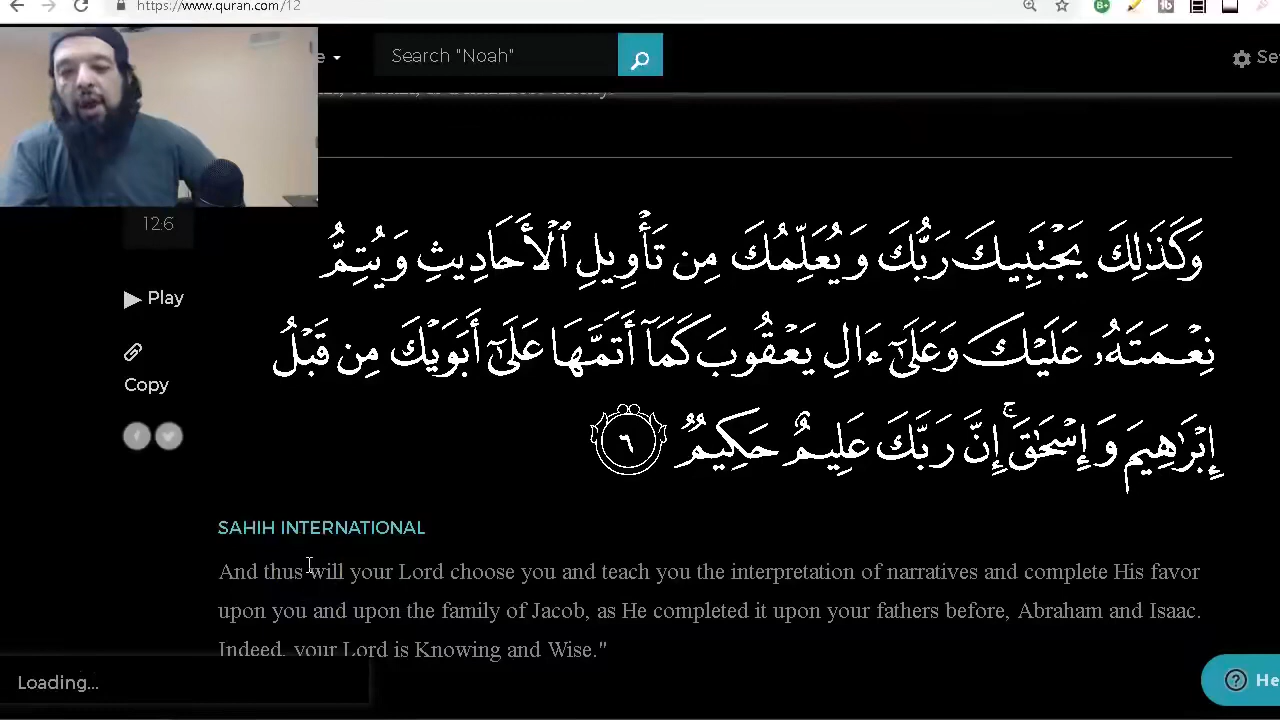 https://www.quran.com/12
Search "Noah"
12:6
Play
Copy
وَكَذَٰلِكَ يَجْتَبِيكَ رَبُّكَ وَيُعَلِّمُكَ مِن تَأْوِيلِ ٱلْأَحَادِيثِ وَيُتِمُّ
نِعْمَتَهُۥ عَلَيْكَ وَعَلَىٰٓ ءَالِ يَعْقُوبَ كَمَآ أَتَمَّهَا عَلَىٰٓ أَبَوَيْكَ مِن قَبْلُ
إِبْرَٰهِيمَ وَإِسْحَٰقَ ۚ إِنَّ رَبَّكَ عَلِيمٌ حَكِيمٌ ٦
SAHIH INTERNATIONAL
And thus will your Lord choose you and teach you the interpretation of narratives and complete His favor
upon you and upon the family of Jacob, as He completed it upon your fathers before, Abraham and Isaac.
Indeed, your Lord is Knowing and Wise."
Loading...